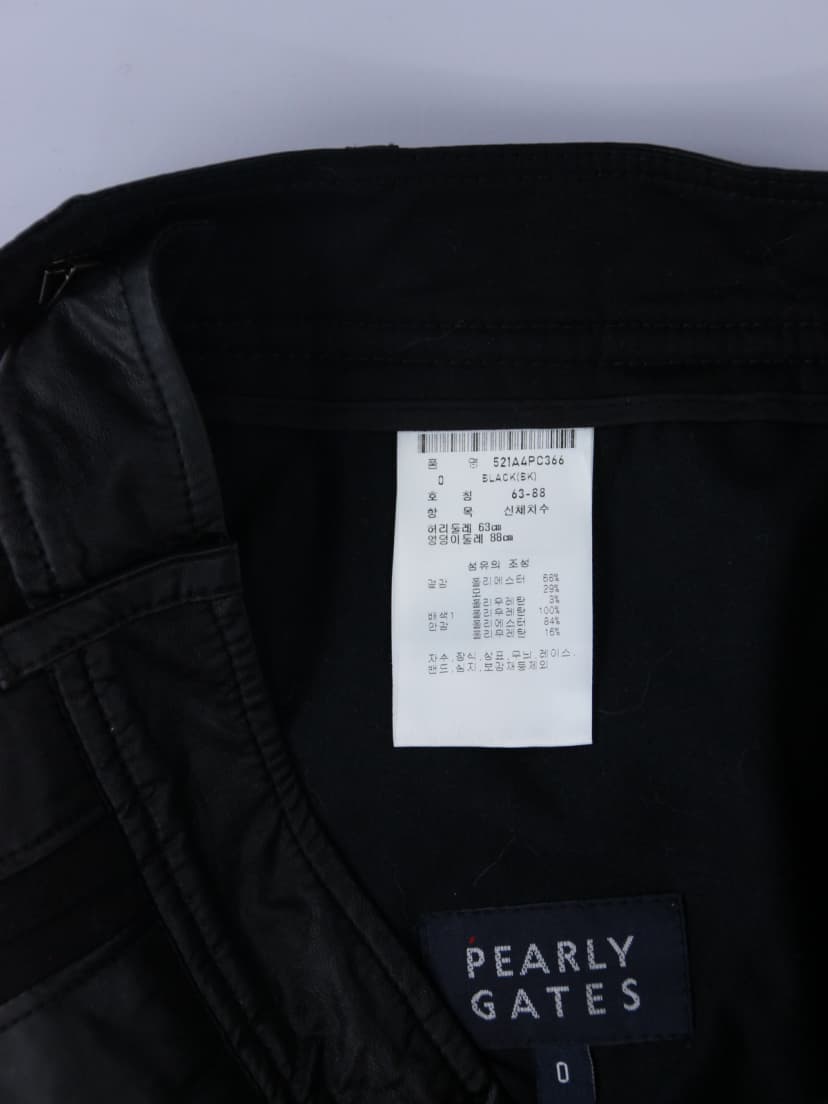 품 명 521A4PC366
0 BLACK(BK)
호 칭 63-88
항 목 신체치수
허리둘레 63㎝
엉덩이둘레 88㎝
섬유의 조성
겉감 폴리에스터 68%
29%
폴리우레탄 3%
배색1 폴리우레탄 100%
안감 폴리에스터 84%
폴리우레탄 16%
자수,장식,상표,무늬,레이스,
밴드,심지,보강재등제외
PEARLY
GATES
0